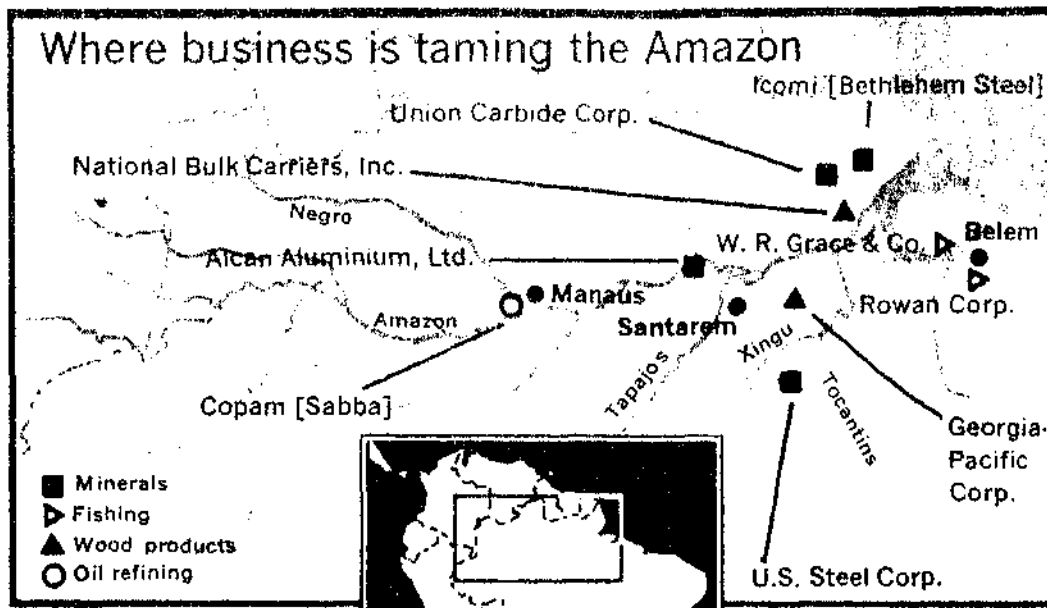 Where business is taming the Amazon
Icomi [Bethlehem Steel]
Union Carbide Corp.
National Bulk Carriers, Inc.
Negro
W. R. Grace & Co.
Belem
Alcan Aluminium, Ltd.
Manaus
Rowan Corp.
Santarem
Amazon
Xingu
Tapajos
Tocantins
Copam [Sabba]
Georgia-
Pacific
Corp.
Minerals
Fishing
Wood products
Oil refining
U.S. Steel Corp.